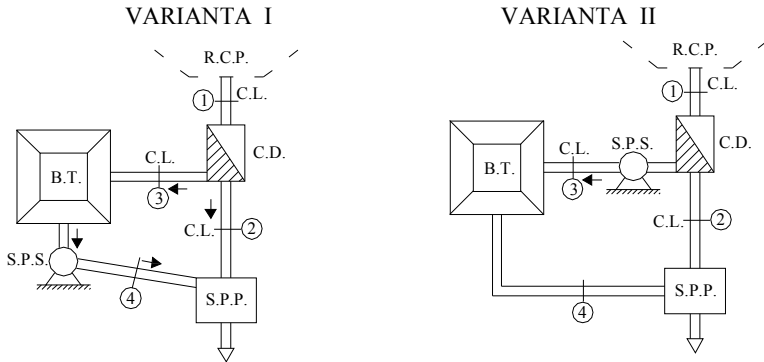 VARIANTA I
R.C.P.
1
C.L.
C.D.
C.L.
B.T.
3
C.L.
2
S.P.S.
4
S.P.P.
VARIANTA II
R.C.P.
1
C.L.
S.P.S.
C.D.
C.L.
B.T.
3
C.L.
2
4
S.P.P.